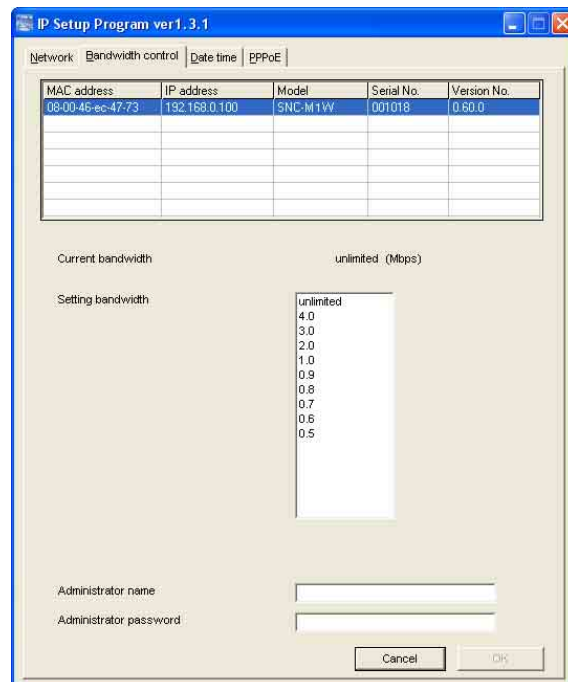 IP Setup Program ver1.3.1
Network Bandwidth control Date time PPPoE
MAC address IP address Model Serial No. Version No.
08-00-46-ec-47-73 192.168.0.100 SNC-M1W 001018 0.60.0
Current bandwidth unlimited (Mbps)
Setting bandwidth
unlimited
4.0
3.0
2.0
1.0
0.9
0.8
0.7
0.6
0.5
Administrator name
Administrator password
Cancel OK